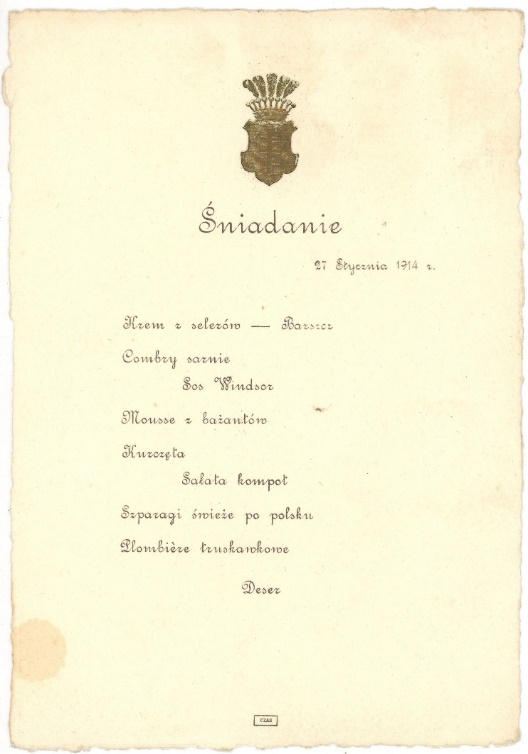 Śniadanie
27 Stycznia 1914 r.
Krem z selerów — Barszcz
Combry sarnie
Sos Windsor
Mousse z bażantów
Kurczęta
Sałata kompot
Szparagi świeże po polsku
Plombière truskawkowe
Deser
CZAS